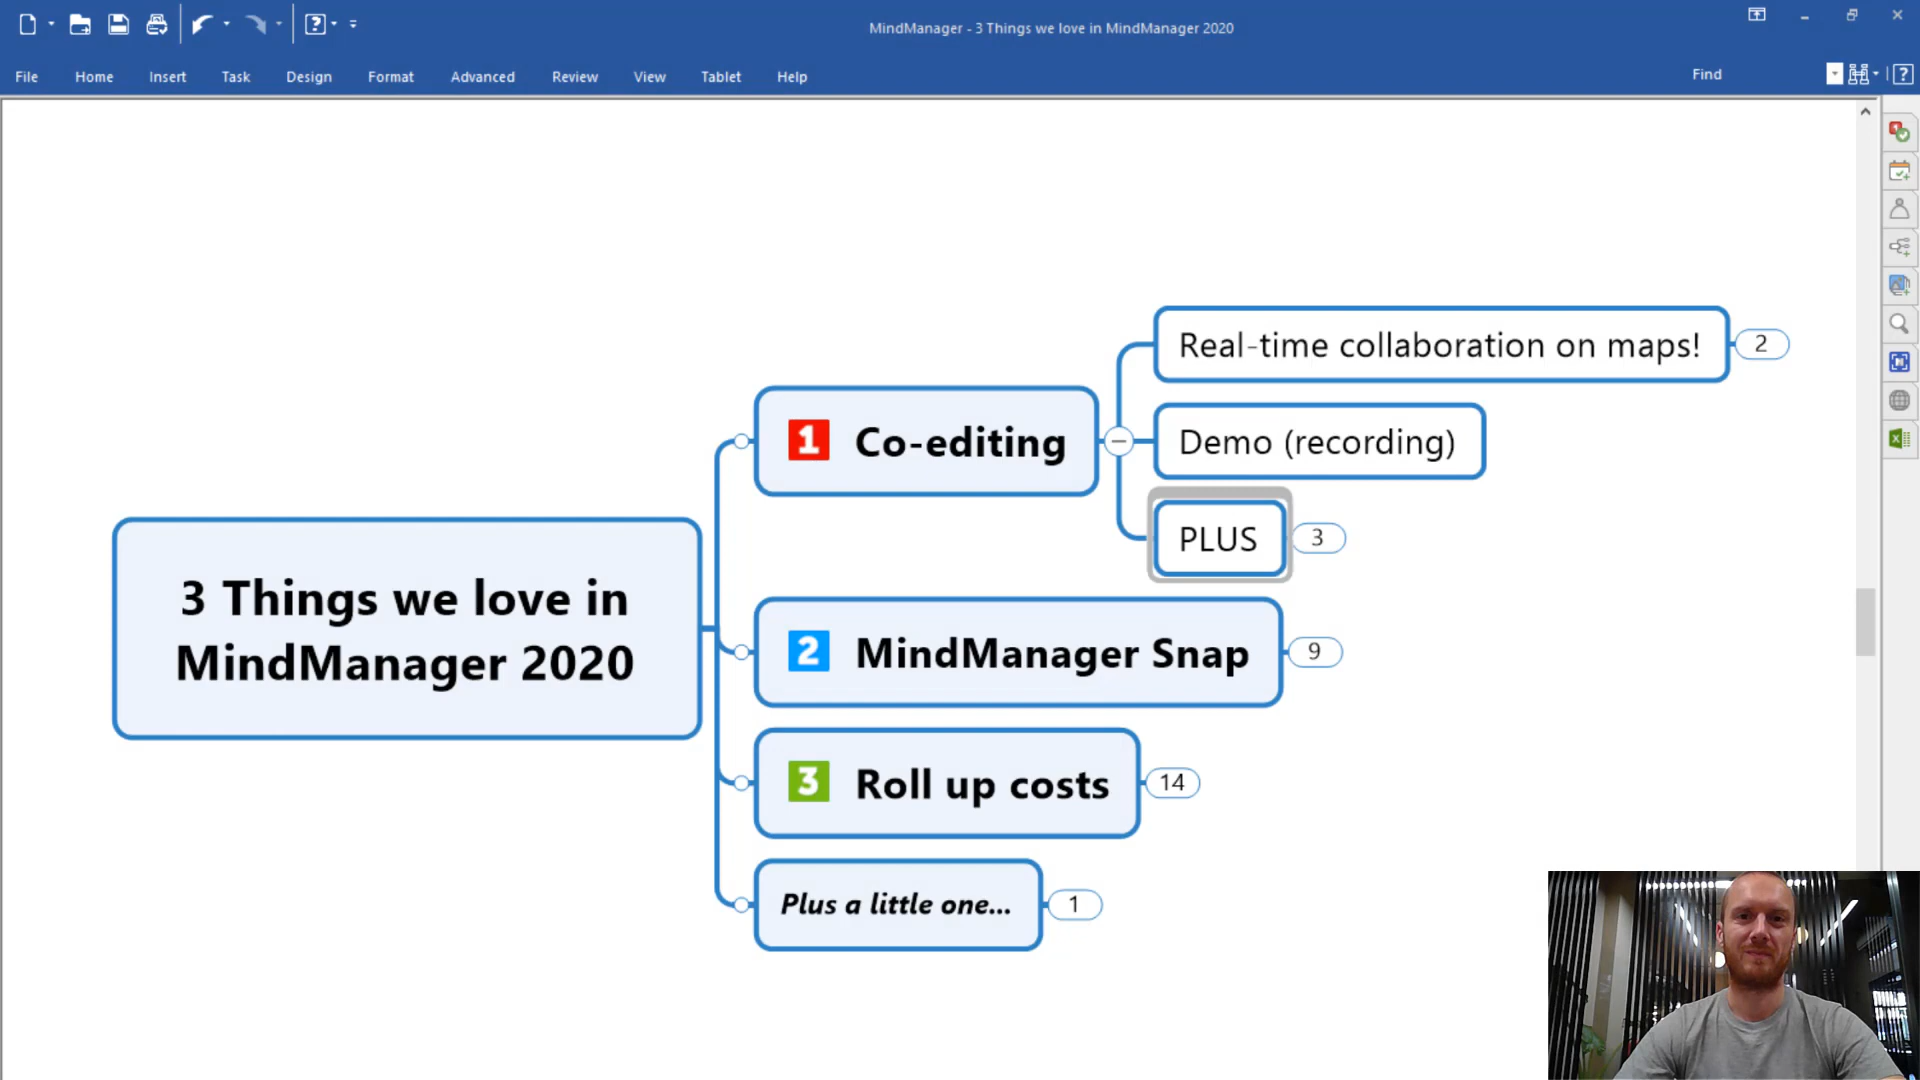 MindManager - 3 Things we love in MindManager 2020
File Home Insert Task Design Format Advanced Review View Tablet Help Find
Real-time collaboration on maps! 2
1 Co-editing
Demo (recording)
PLUS 3
3 Things we love in
MindManager 2020
2 MindManager Snap 9
3 Roll up costs 14
Plus a little one... 1